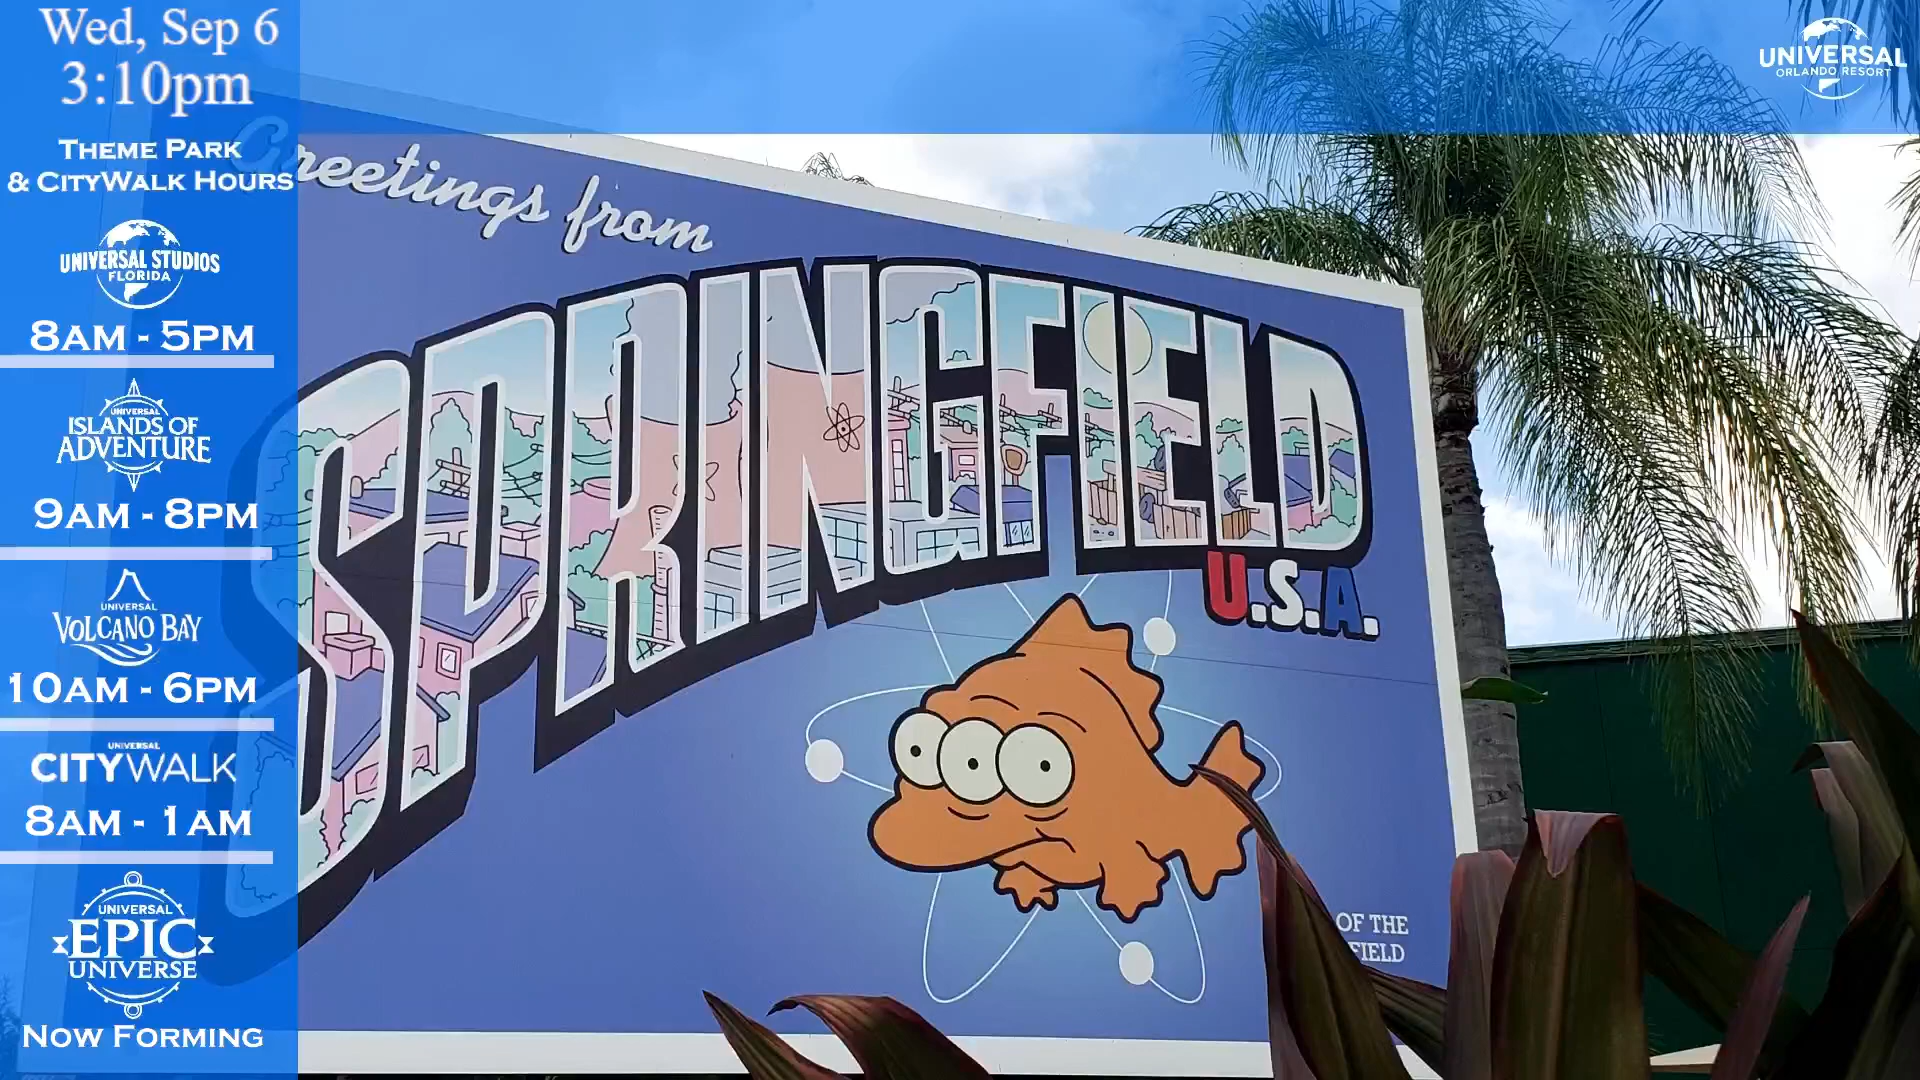 Wed, Sep 6
3:10pm
Theme Park
& CityWalk Hours
UNIVERSAL STUDIOS
FLORIDA
8AM - 5PM
UNIVERSAL
ISLANDS OF
ADVENTURE
9AM - 8PM
UNIVERSAL
VOLCANO BAY
10AM - 6PM
UNIVERSAL
CITYWALK
8AM - 1AM
UNIVERSAL
EPIC
UNIVERSE
Now Forming
UNIVERSAL
ORLANDO RESORT
Greetings from
SPRINGFIELD
U.S.A.
OF THE
FIELD